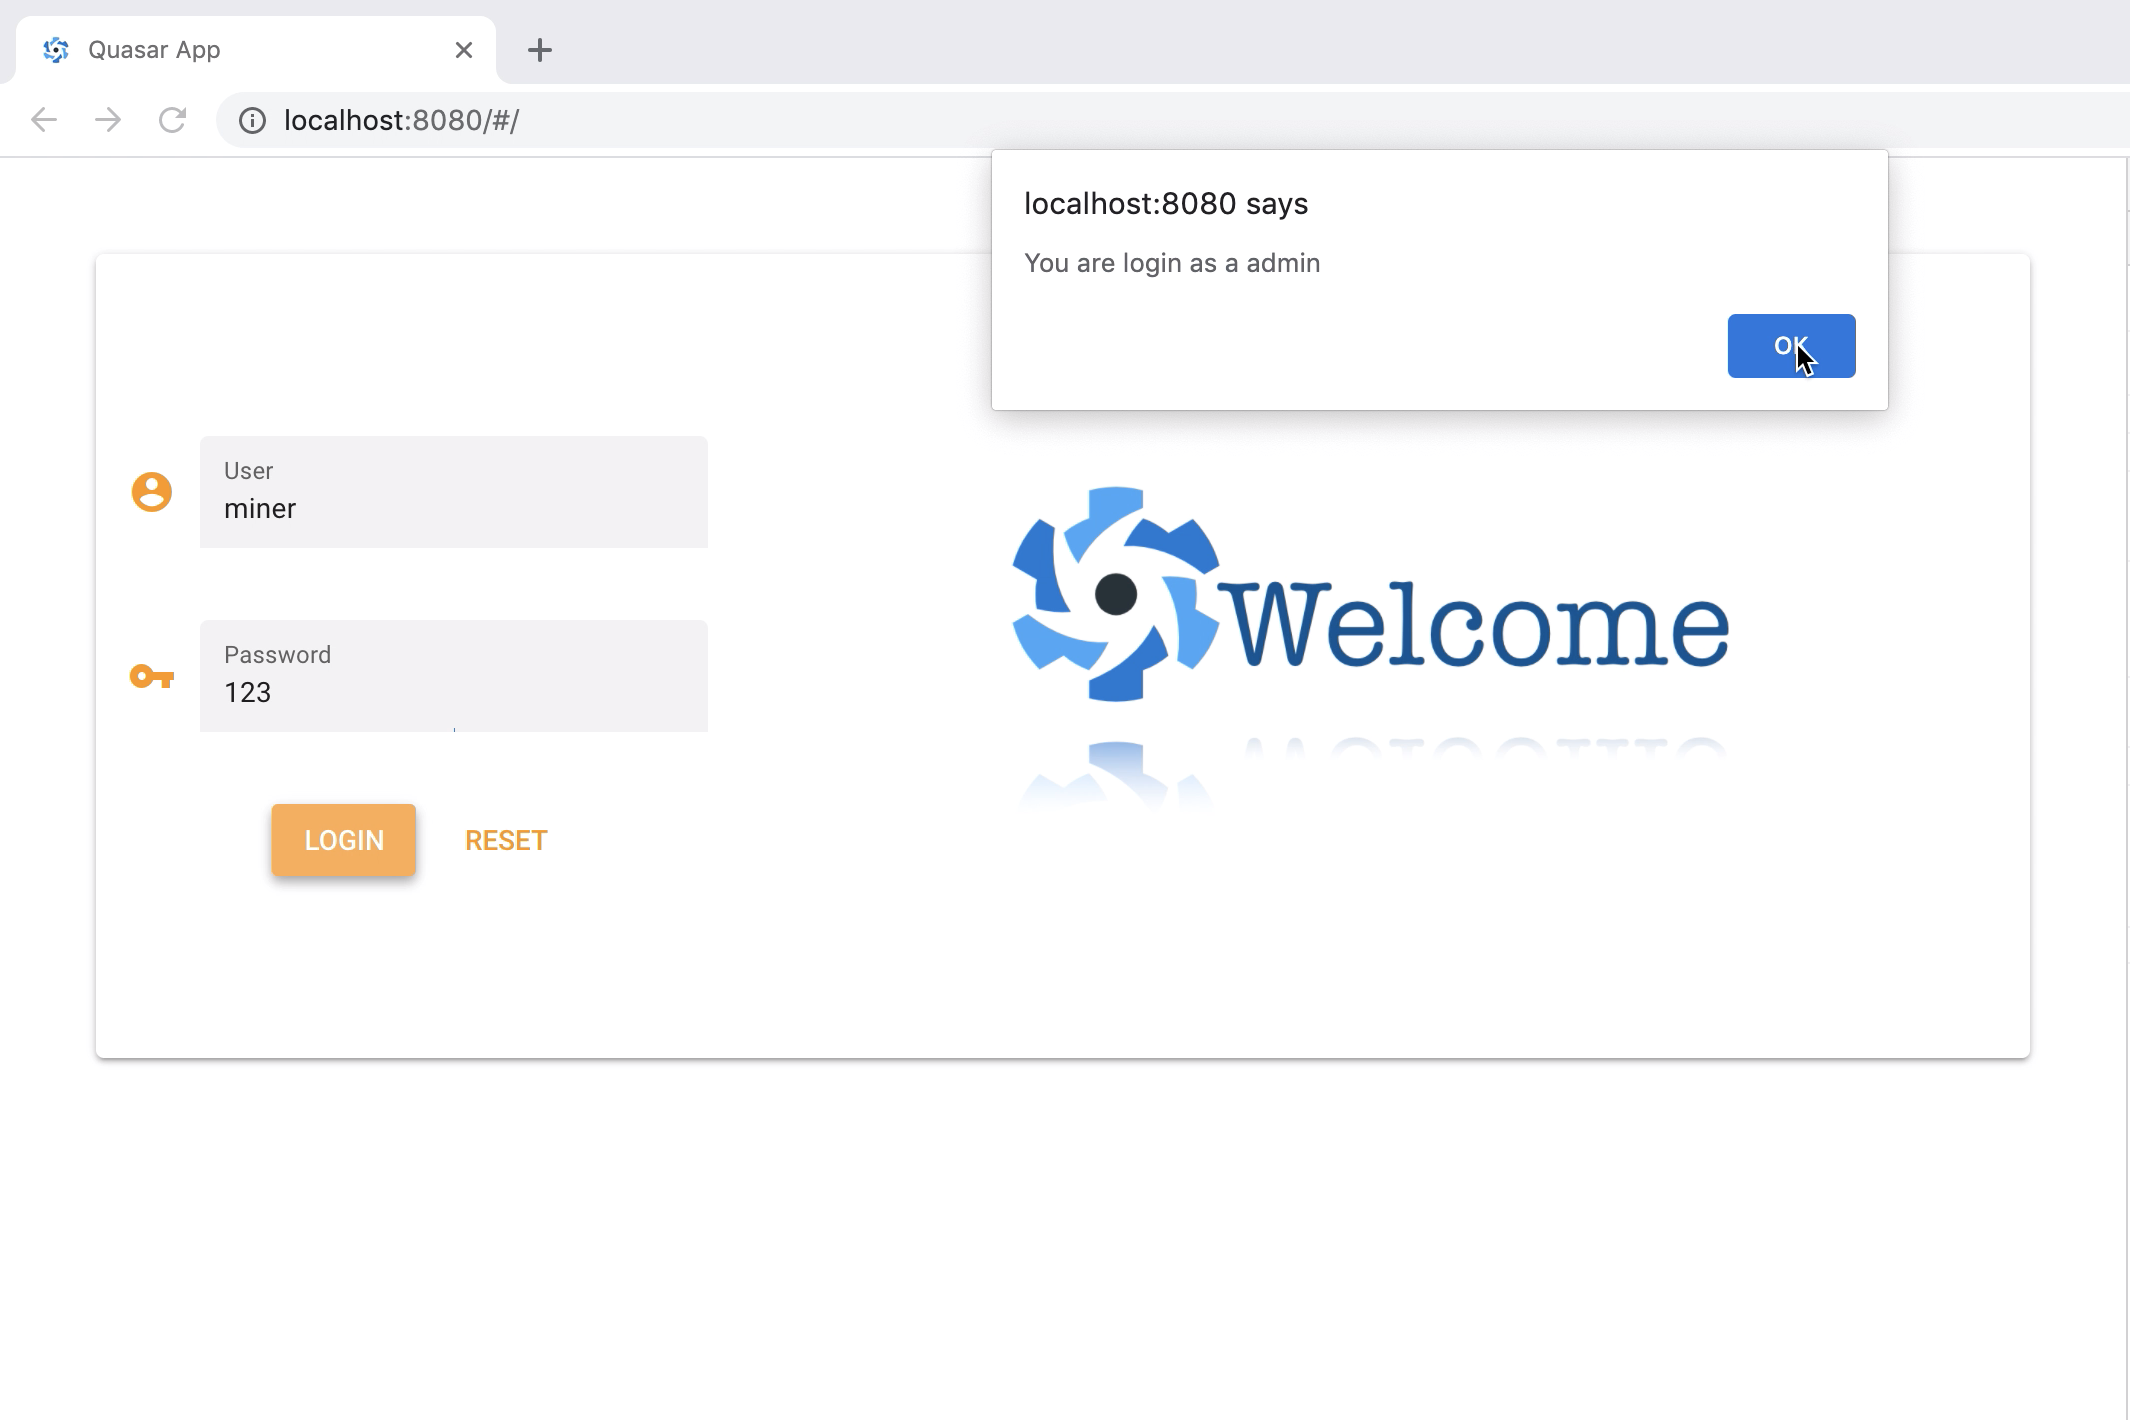 Quasar App
localhost:8080/#/
localhost:8080 says
You are login as a admin
OK
User
miner
Password
123
LOGIN
RESET
Welcome